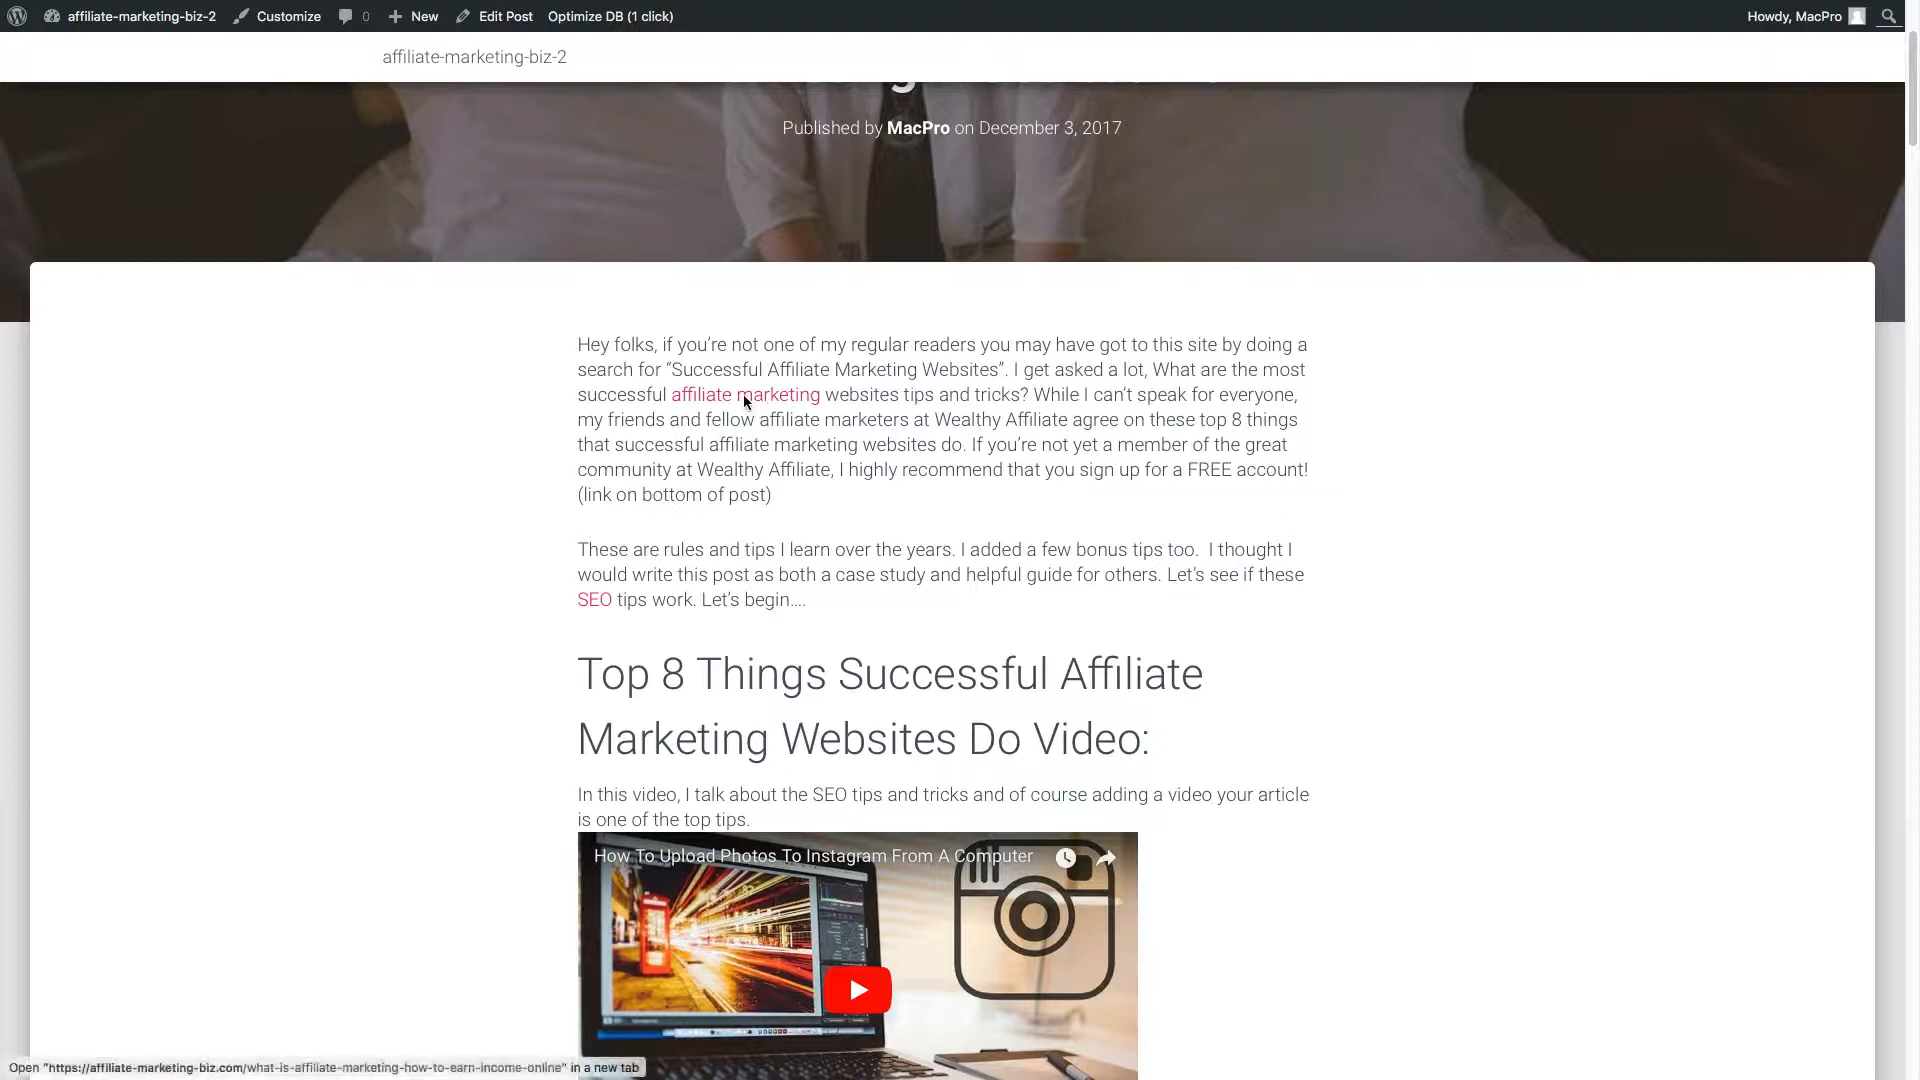 affiliate-marketing-biz-2 Customize 0 New Edit Post Optimize DB (1 click) Howdy, MacPro
affiliate-marketing-biz-2
Published by MacPro on December 3, 2017
Hey folks, if you’re not one of my regular readers you may have got to this site by doing a
search for “Successful Affiliate Marketing Websites”. I get asked a lot, What are the most
successful affiliate marketing websites tips and tricks? While I can’t speak for everyone,
my friends and fellow affiliate marketers at Wealthy Affiliate agree on these top 8 things
that successful affiliate marketing websites do. If you’re not yet a member of the great
community at Wealthy Affiliate, I highly recommend that you sign up for a FREE account!
(link on bottom of post)
These are rules and tips I learn over the years. I added a few bonus tips too. I thought I
would write this post as both a case study and helpful guide for others. Let’s see if these
SEO tips work. Let’s begin….
Top 8 Things Successful Affiliate
Marketing Websites Do Video:
In this video, I talk about the SEO tips and tricks and of course adding a video your article
is one of the top tips.
How To Upload Photos To Instagram From A Computer
Open "https://affiliate-marketing-biz.com/what-is-affiliate-marketing-how-to-earn-income-online" in a new tab